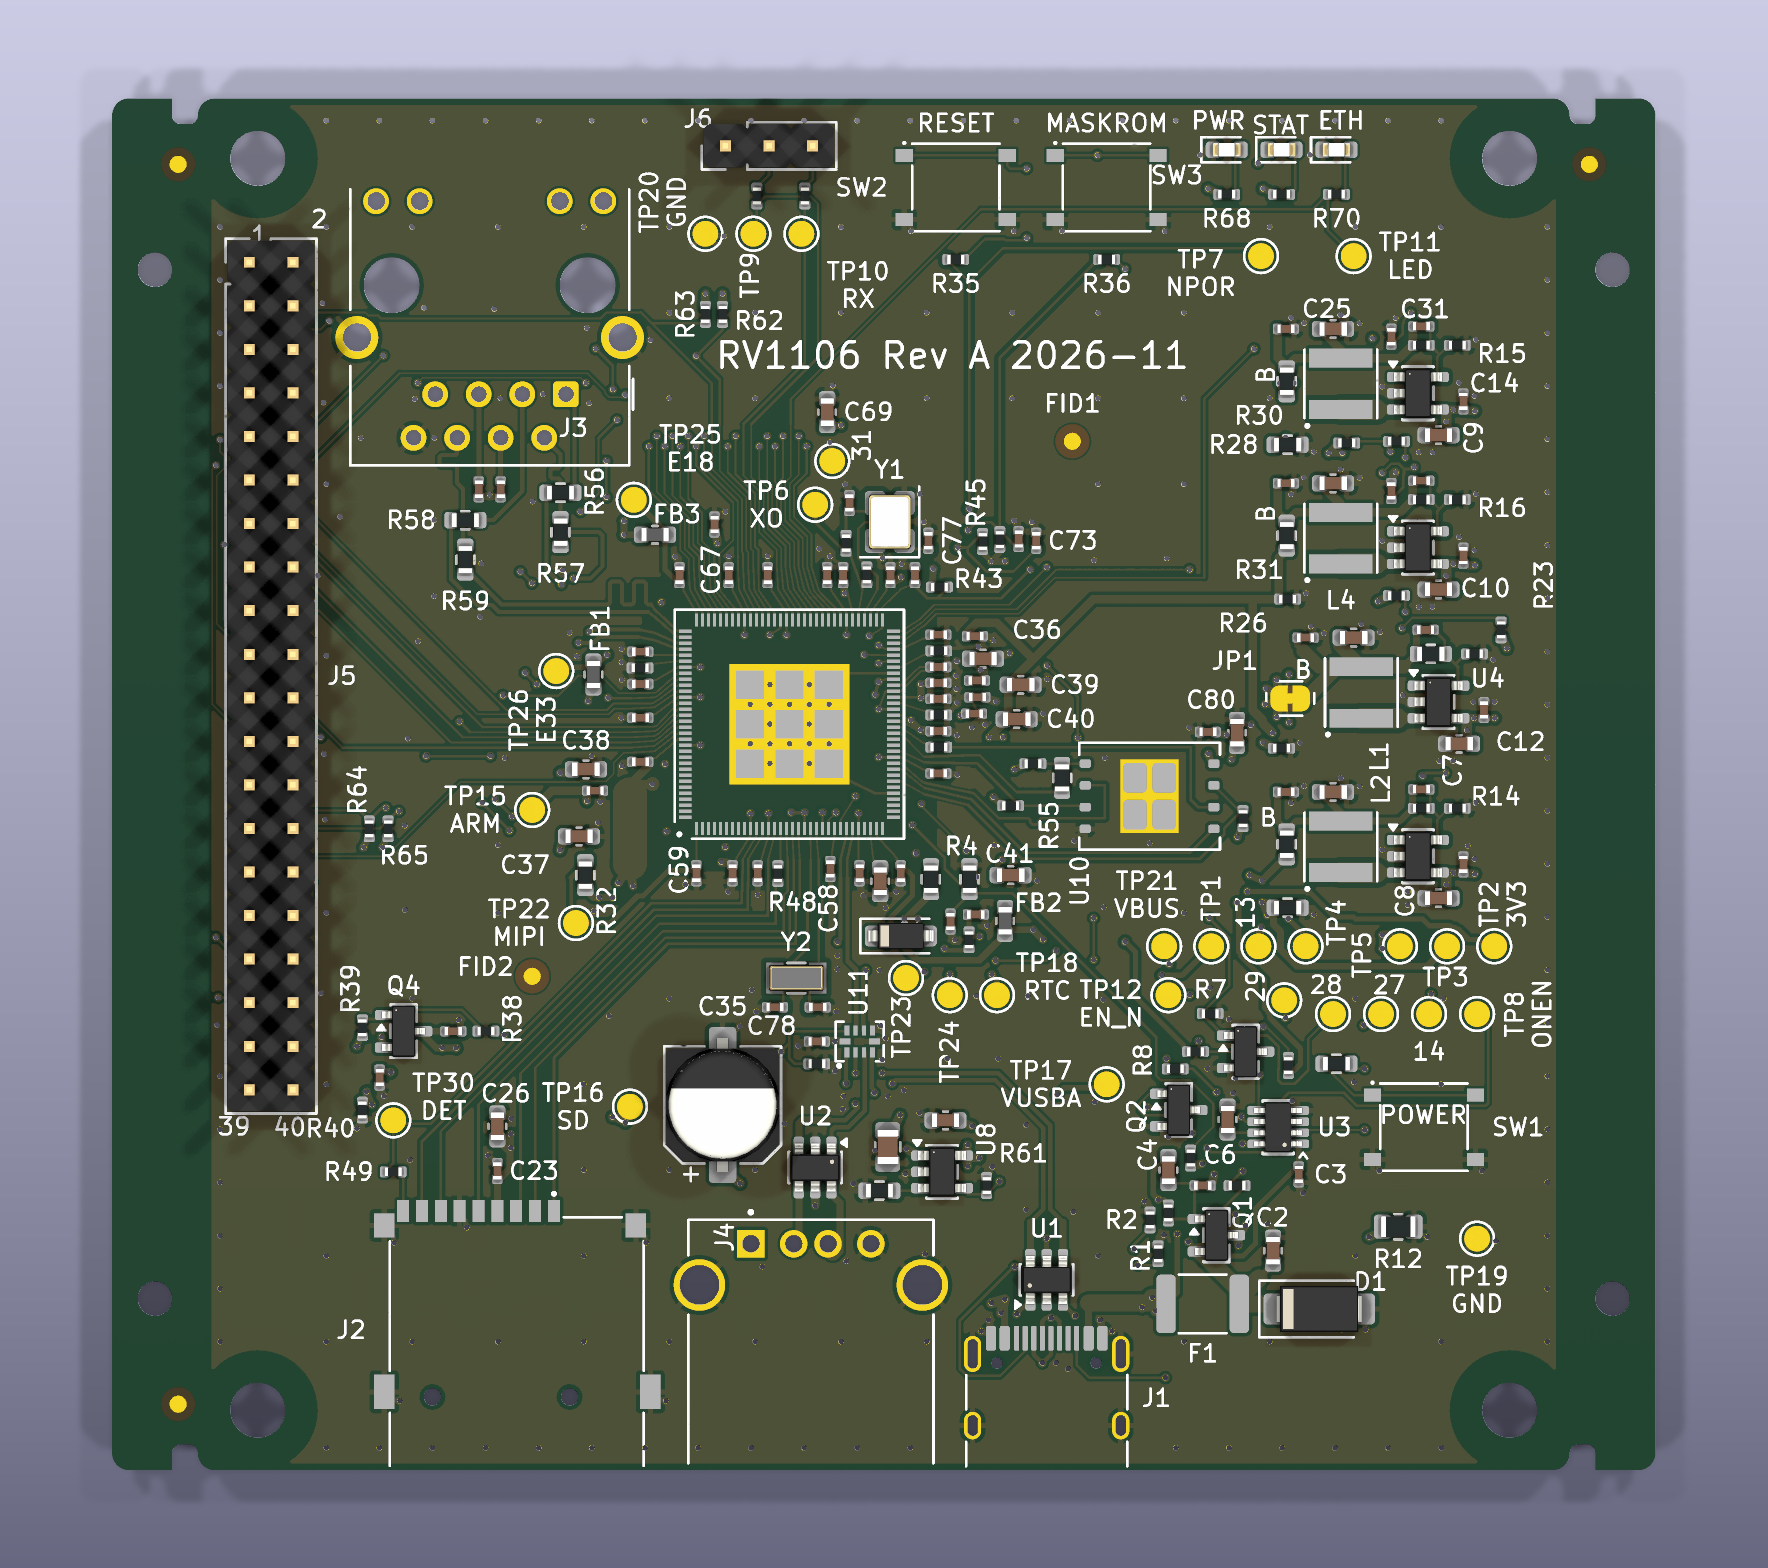 J6
RESET
MASKROM
PWR
STAT
ETH
TP20
GND
SW2
SW3
2
1
R68
R70
TP9
TP10
RX
R35
R36
TP7
NPOR
TP11
LED
R63
R62
C25
C31
RV1106 Rev A 2026-11
R15
B
C14
FID1
C69
R30
J3
TP25
E18
31
R28
C9
Y1
R56
TP6
XO
R45
B
R16
R58
FB3
C77
C73
R57
C67
R43
R31
C10
R23
R59
L4
FB1
C36
R26
JP1
B
J5
C39
U4
TP26
E33
C80
C40
C38
C12
L1
C7
R64
TP15
ARM
L2
R14
B
R55
R65
C37
C59
R4
C41
U10
TP21
VBUS
TP1
R48
C58
FB2
R32
13
TP4
C8
TP2
3V3
TP22
MIPI
Y2
FID2
TP5
TP18
RTC
TP3
R39
Q4
U11
TP12
EN_N
R7
29
28
27
C35
C78
R38
TP23
TP8
ONEN
TP24
14
R8
TP17
VUSBA
TP30
DET
C26
TP16
SD
U2
Q2
POWER
39
40
R40
U8
R61
U3
SW1
C4
C6
R49
C23
+
C3
J4
U1
R2
Q1
C2
R1
R12
TP19
GND
D1
J2
F1
J1